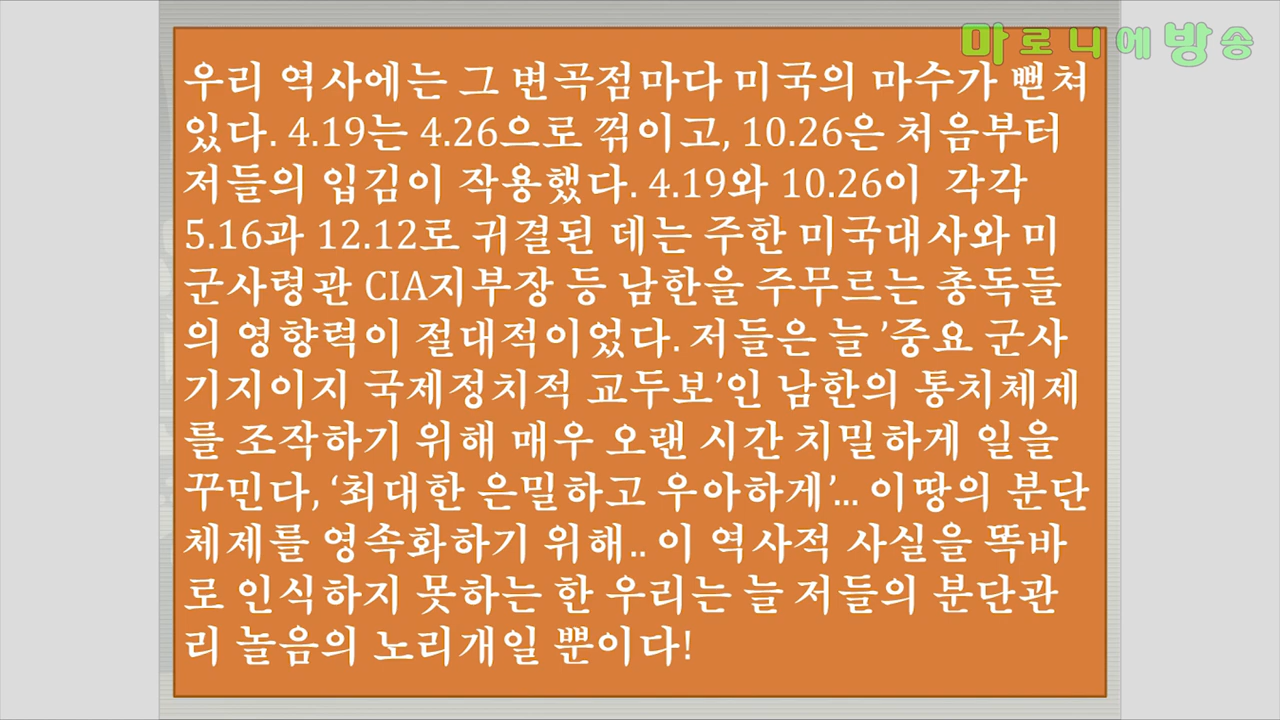 마로니에방송
우리 역사에는 그 변곡점마다 미국의 마수가 뻗쳐
있다. 4.19는 4.26으로 꺾이고, 10.26은 처음부터
저들의 입김이 작용했다. 4.19와 10.26이  각각
5.16과 12.12로 귀결된 데는 주한 미국대사와 미
군사령관 CIA지부장 등 남한을 주무르는 총독들
의 영향력이 절대적이었다. 저들은 늘 ’중요 군사
기지이지 국제정치적 교두보’인 남한의 통치체제
를 조작하기 위해 매우 오랜 시간 치밀하게 일을
꾸민다, ‘최대한 은밀하고 우아하게’... 이땅의 분단
체제를 영속화하기 위해.. 이 역사적 사실을 똑바
로 인식하지 못하는 한 우리는 늘 저들의 분단관
리 놀음의 노리개일 뿐이다!